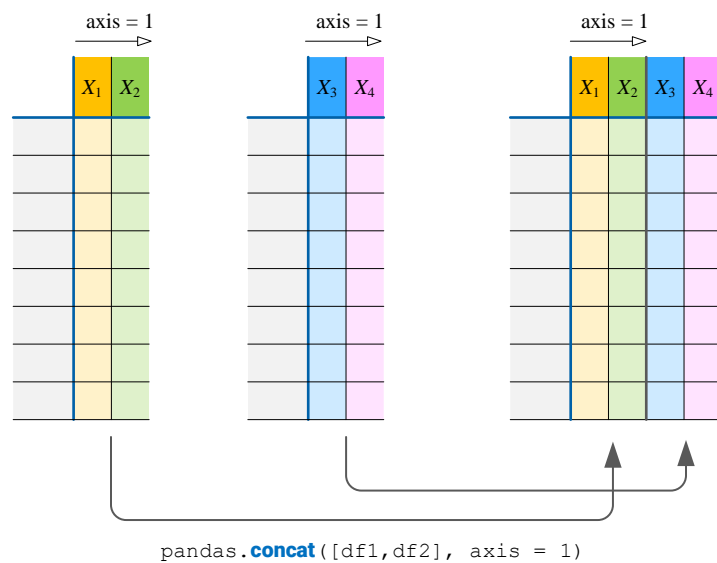 axis = 1 axis = 1 axis = 1
X₁ X₂ X₃ X₄ X₁ X₂ X₃ X₄
pandas.concat([df1,df2], axis = 1)